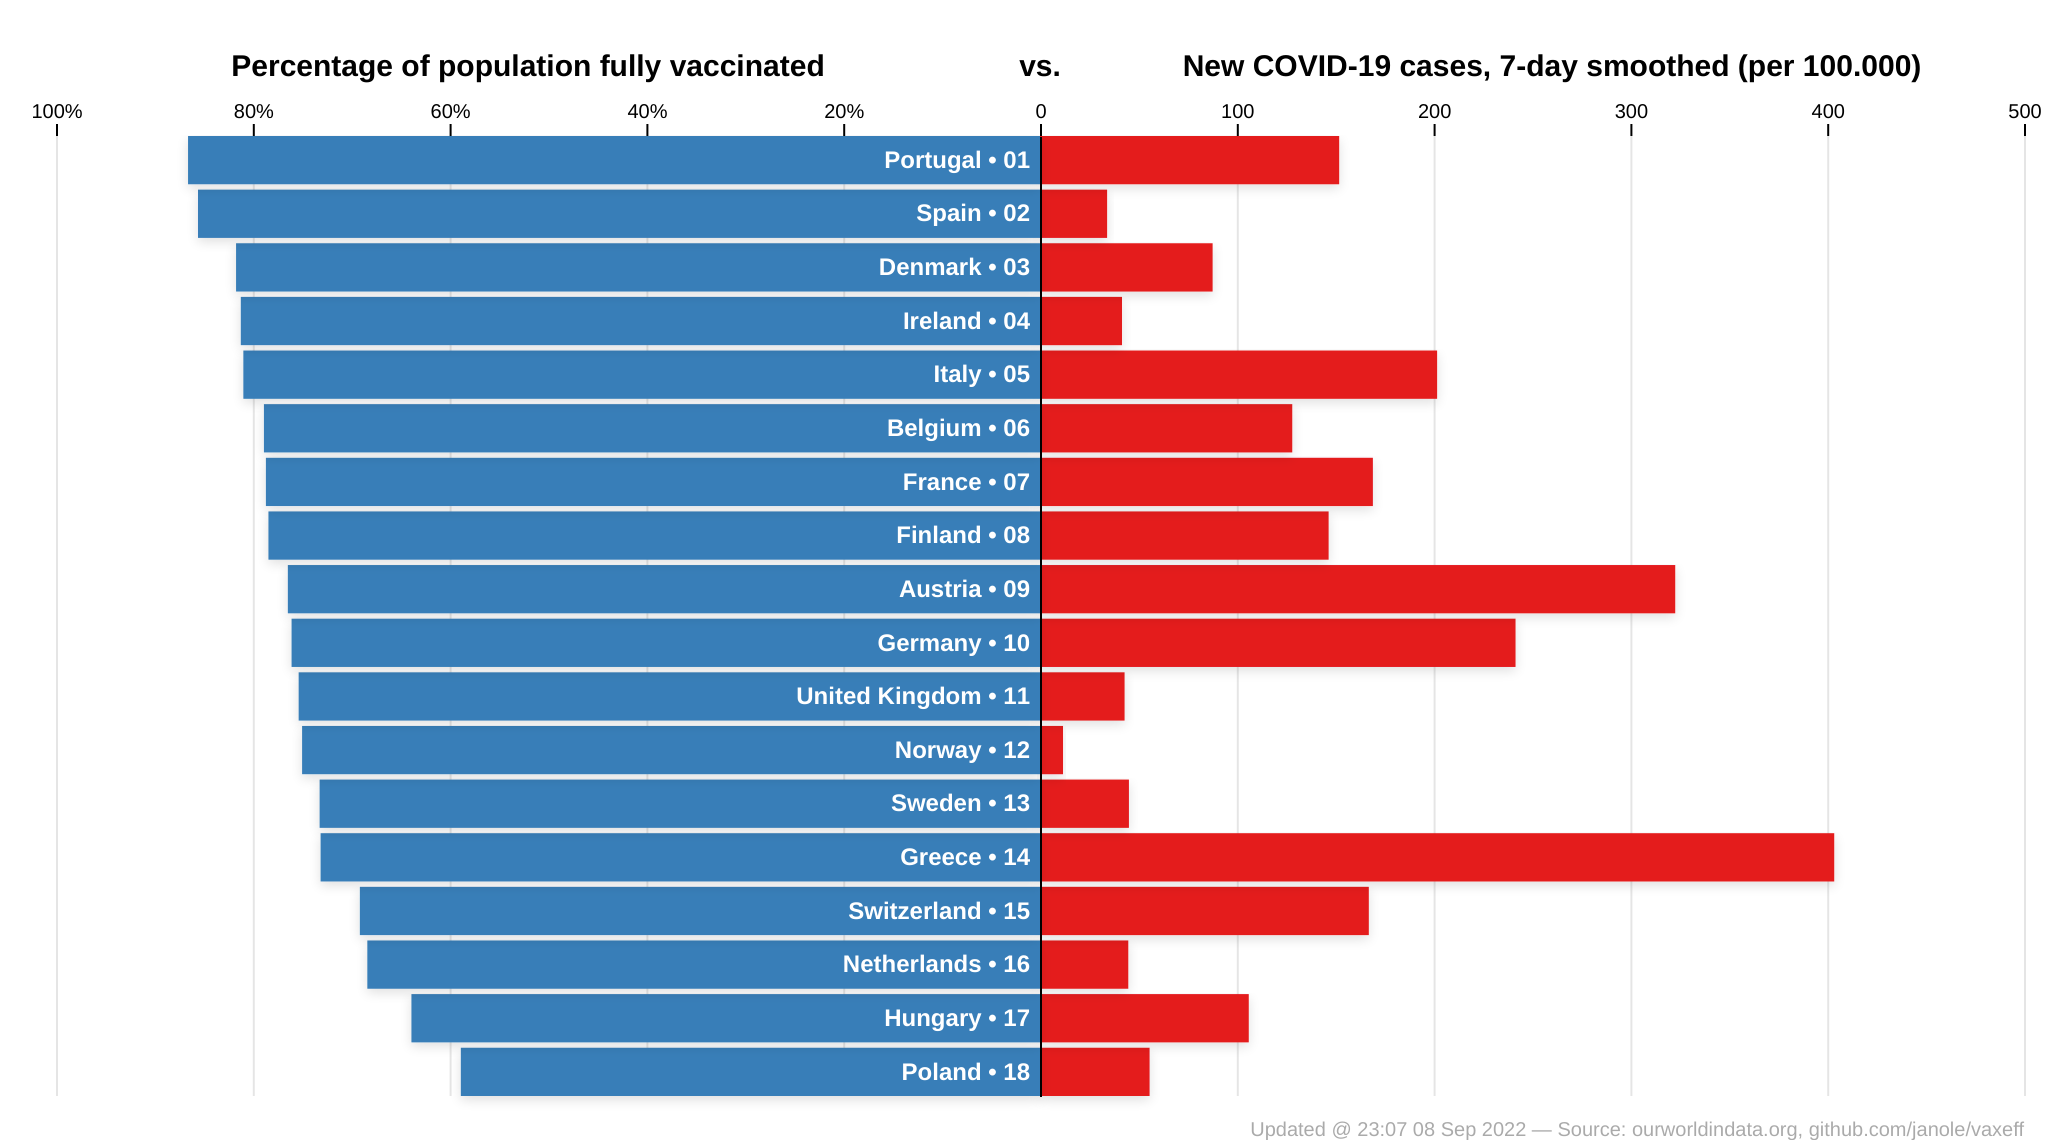 Percentage of population fully vaccinated vs. New COVID-19 cases, 7-day smoothed (per 100.000)
100% 80% 60% 40% 20% 0 100 200 300 400 500
Portugal • 01
Spain • 02
Denmark • 03
Ireland • 04
Italy • 05
Belgium • 06
France • 07
Finland • 08
Austria • 09
Germany • 10
United Kingdom • 11
Norway • 12
Sweden • 13
Greece • 14
Switzerland • 15
Netherlands • 16
Hungary • 17
Poland • 18
Updated @ 23:07 08 Sep 2022 — Source: ourworldindata.org, github.com/janole/vaxeff